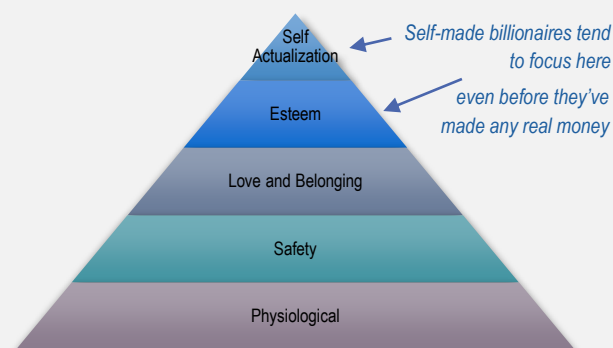 Self
Actualization
Self-made billionaires tend
to focus here
even before they've
made any real money
Esteem
Love and Belonging
Safety
Physiological